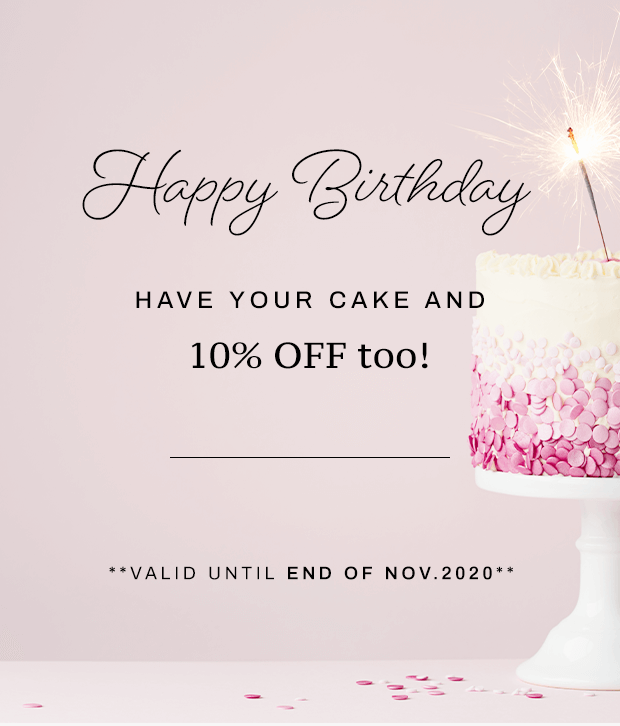 Happy Birthday
HAVE YOUR CAKE AND
10% OFF too!
**VALID UNTIL END OF NOV.2020**